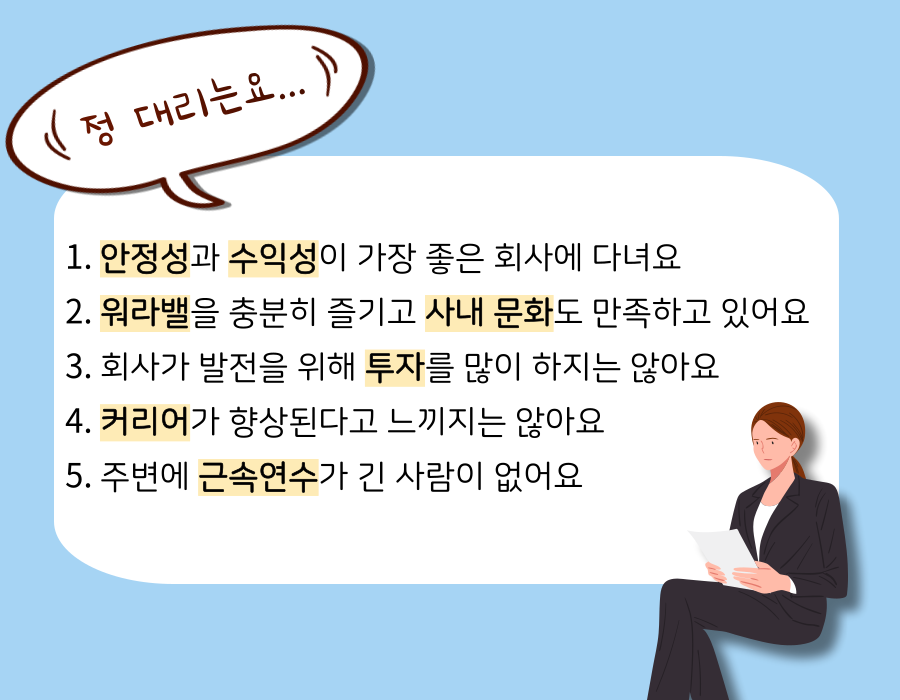 정 대리는요...
1. 안정성과 수익성이 가장 좋은 회사에 다녀요
2. 워라밸을 충분히 즐기고 사내 문화도 만족하고 있어요
3. 회사가 발전을 위해 투자를 많이 하지는 않아요
4. 커리어가 향상된다고 느끼지는 않아요
5. 주변에 근속연수가 긴 사람이 없어요